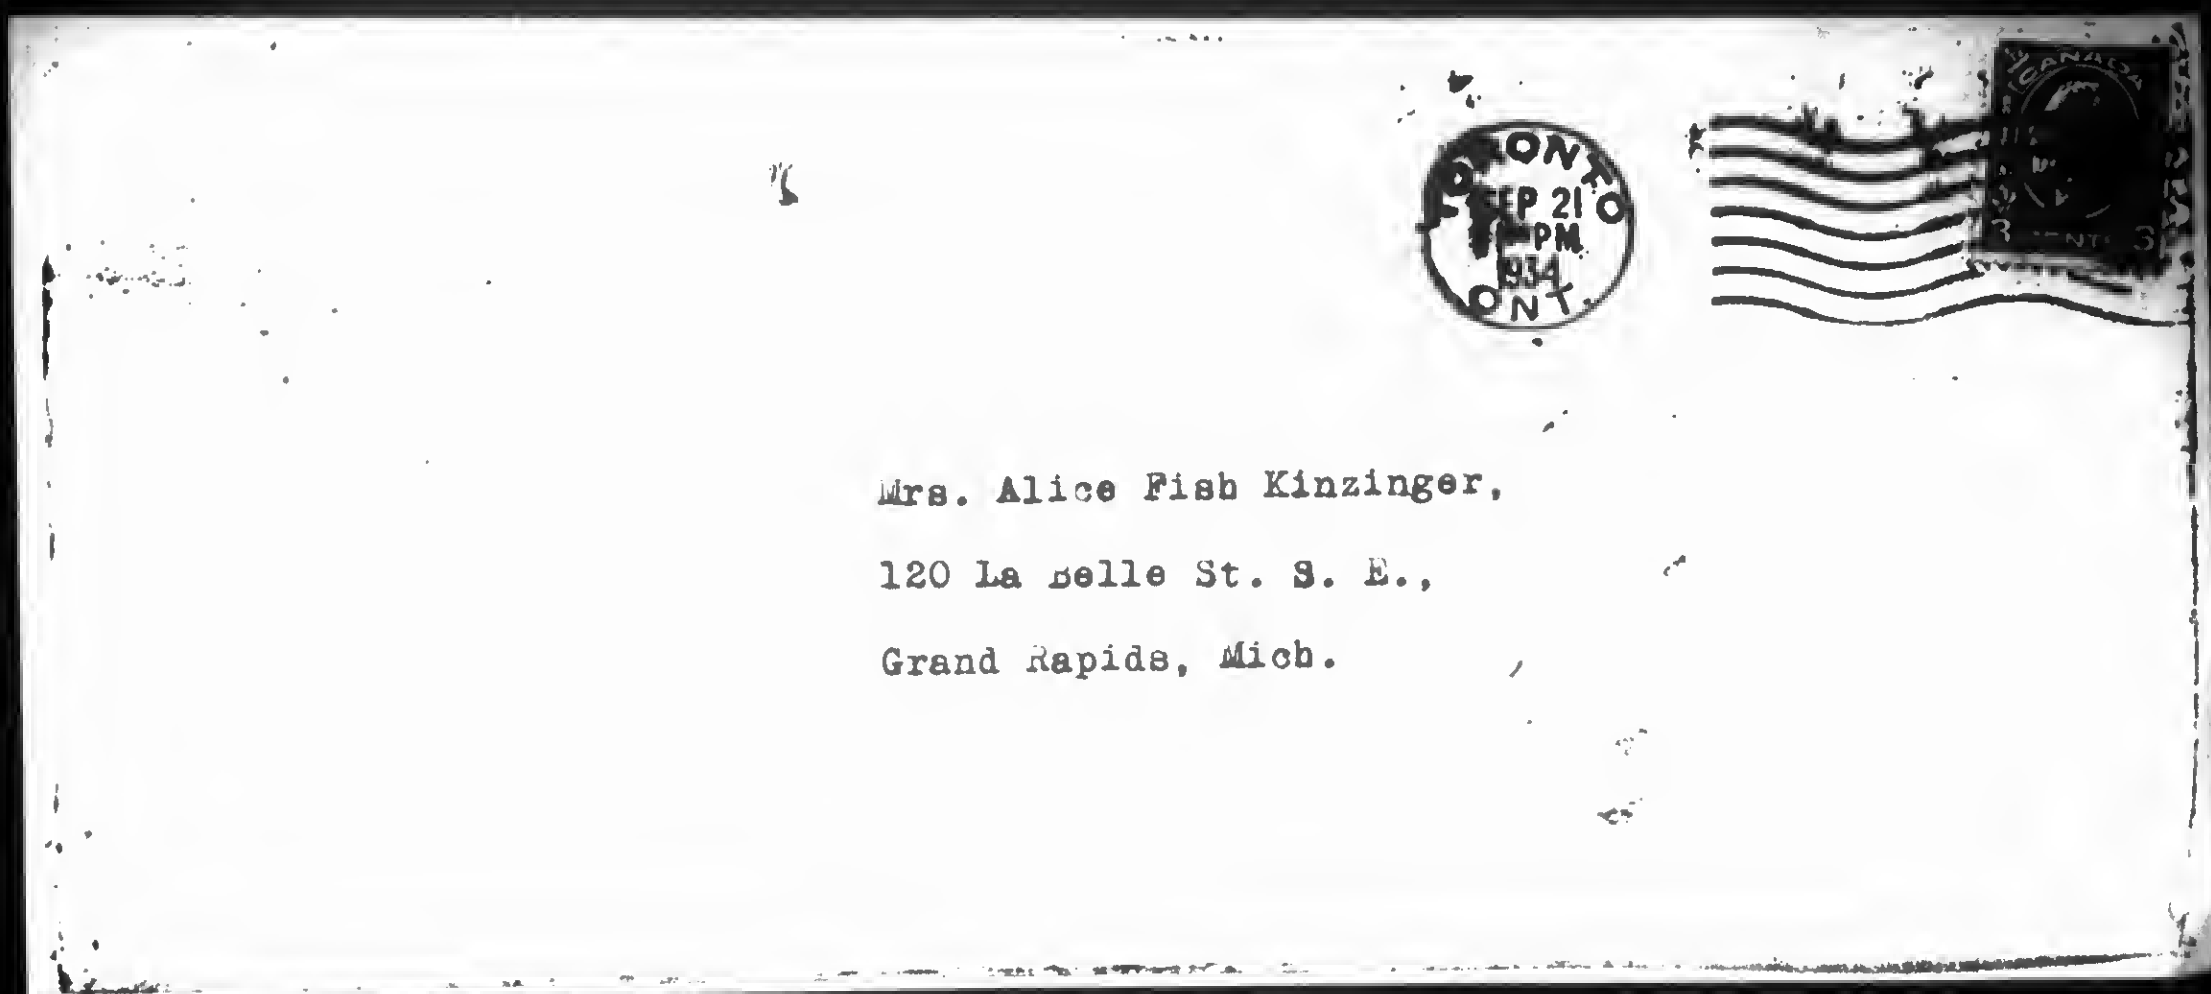 CANADA
TORONTO
SEP 21
PM
1934
ONT.
3 CENTS 3
Mrs. Alice Fish Kinzinger,
120 La Belle St. S. E.,
Grand Rapids, Mich.